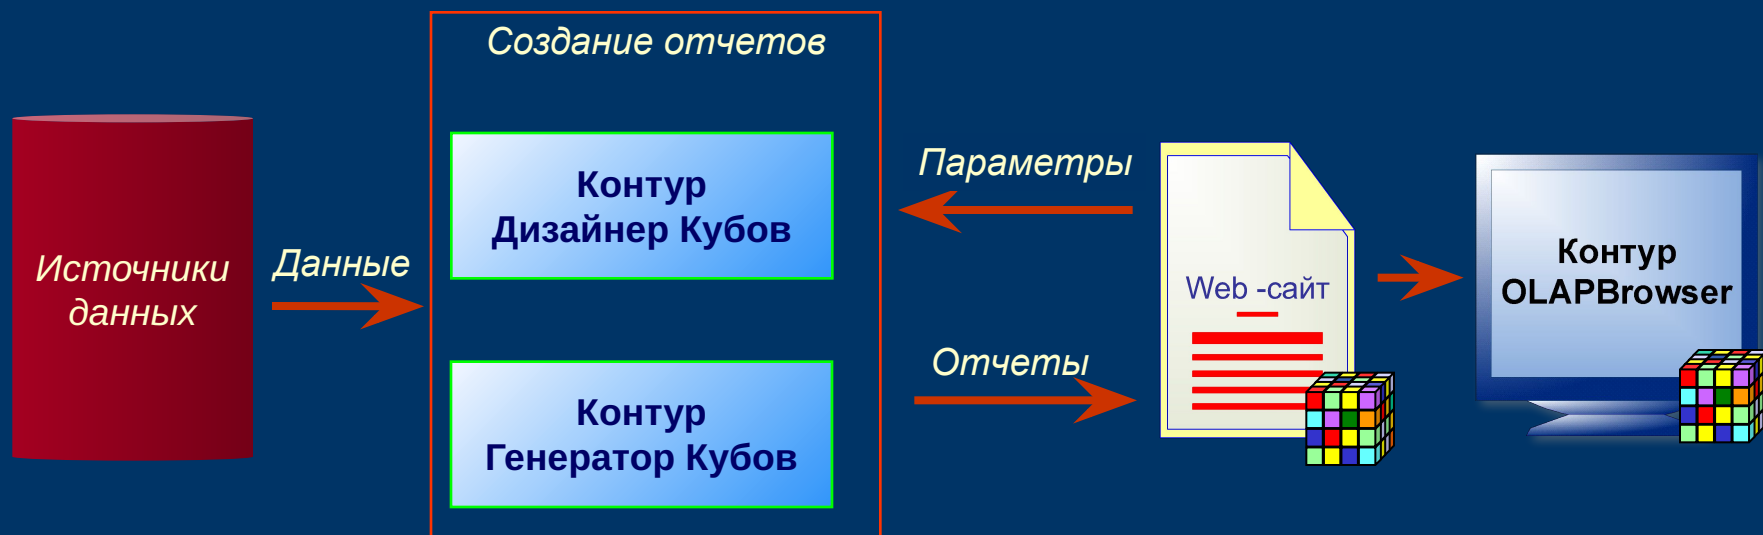 Создание отчетов
Источники
данных
Данные
Контур
Дизайнер Кубов
Контур
Генератор Кубов
Параметры
Отчеты
Web -сайт
Контур
OLAPBrowser